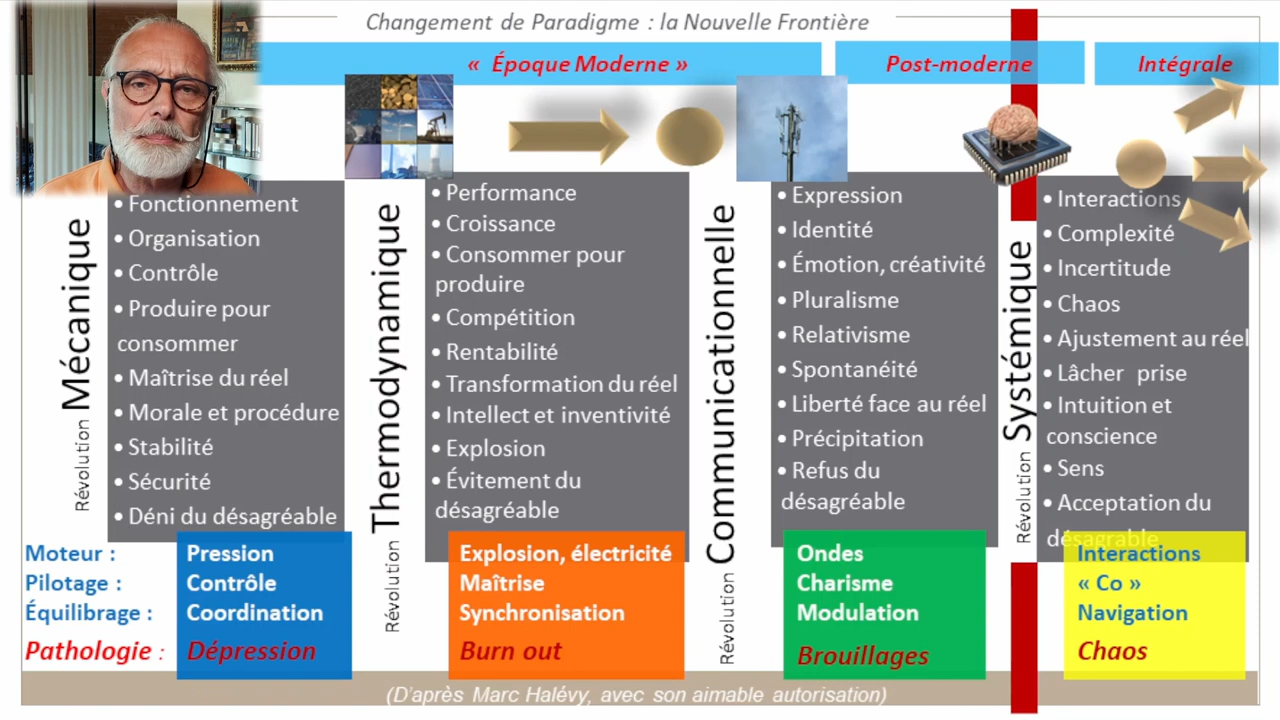 Changement de Paradigme : la Nouvelle Frontière
« Époque Moderne »
Post-moderne
Intégrale
Révolution Mécanique
• Fonctionnement
• Organisation
• Contrôle
• Produire pour
consommer
• Maîtrise du réel
• Morale et procédure
• Stabilité
• Sécurité
• Déni du désagréable
Révolution Thermodynamique
• Performance
• Croissance
• Consommer pour
produire
• Compétition
• Rentabilité
• Transformation du réel
• Intellect et inventivité
• Explosion
• Évitement du
désagréable
Révolution Communicationnelle
• Expression
• Identité
• Émotion, créativité
• Pluralisme
• Relativisme
• Spontanéité
• Liberté face au réel
• Précipitation
• Refus du
désagréable
Révolution Systémique
• Interactions
• Complexité
• Incertitude
• Chaos
• Ajustement au réel
• Lâcher prise
• Intuition et
conscience
• Sens
• Acceptation du
désagrable
Moteur :
Pilotage :
Équilibrage :
Pathologie :
Pression
Contrôle
Coordination
Dépression
Explosion, électricité
Maîtrise
Synchronisation
Burn out
Ondes
Charisme
Modulation
Brouillages
Interactions
« Co »
Navigation
Chaos
(D'après Marc Halévy, avec son aimable autorisation)